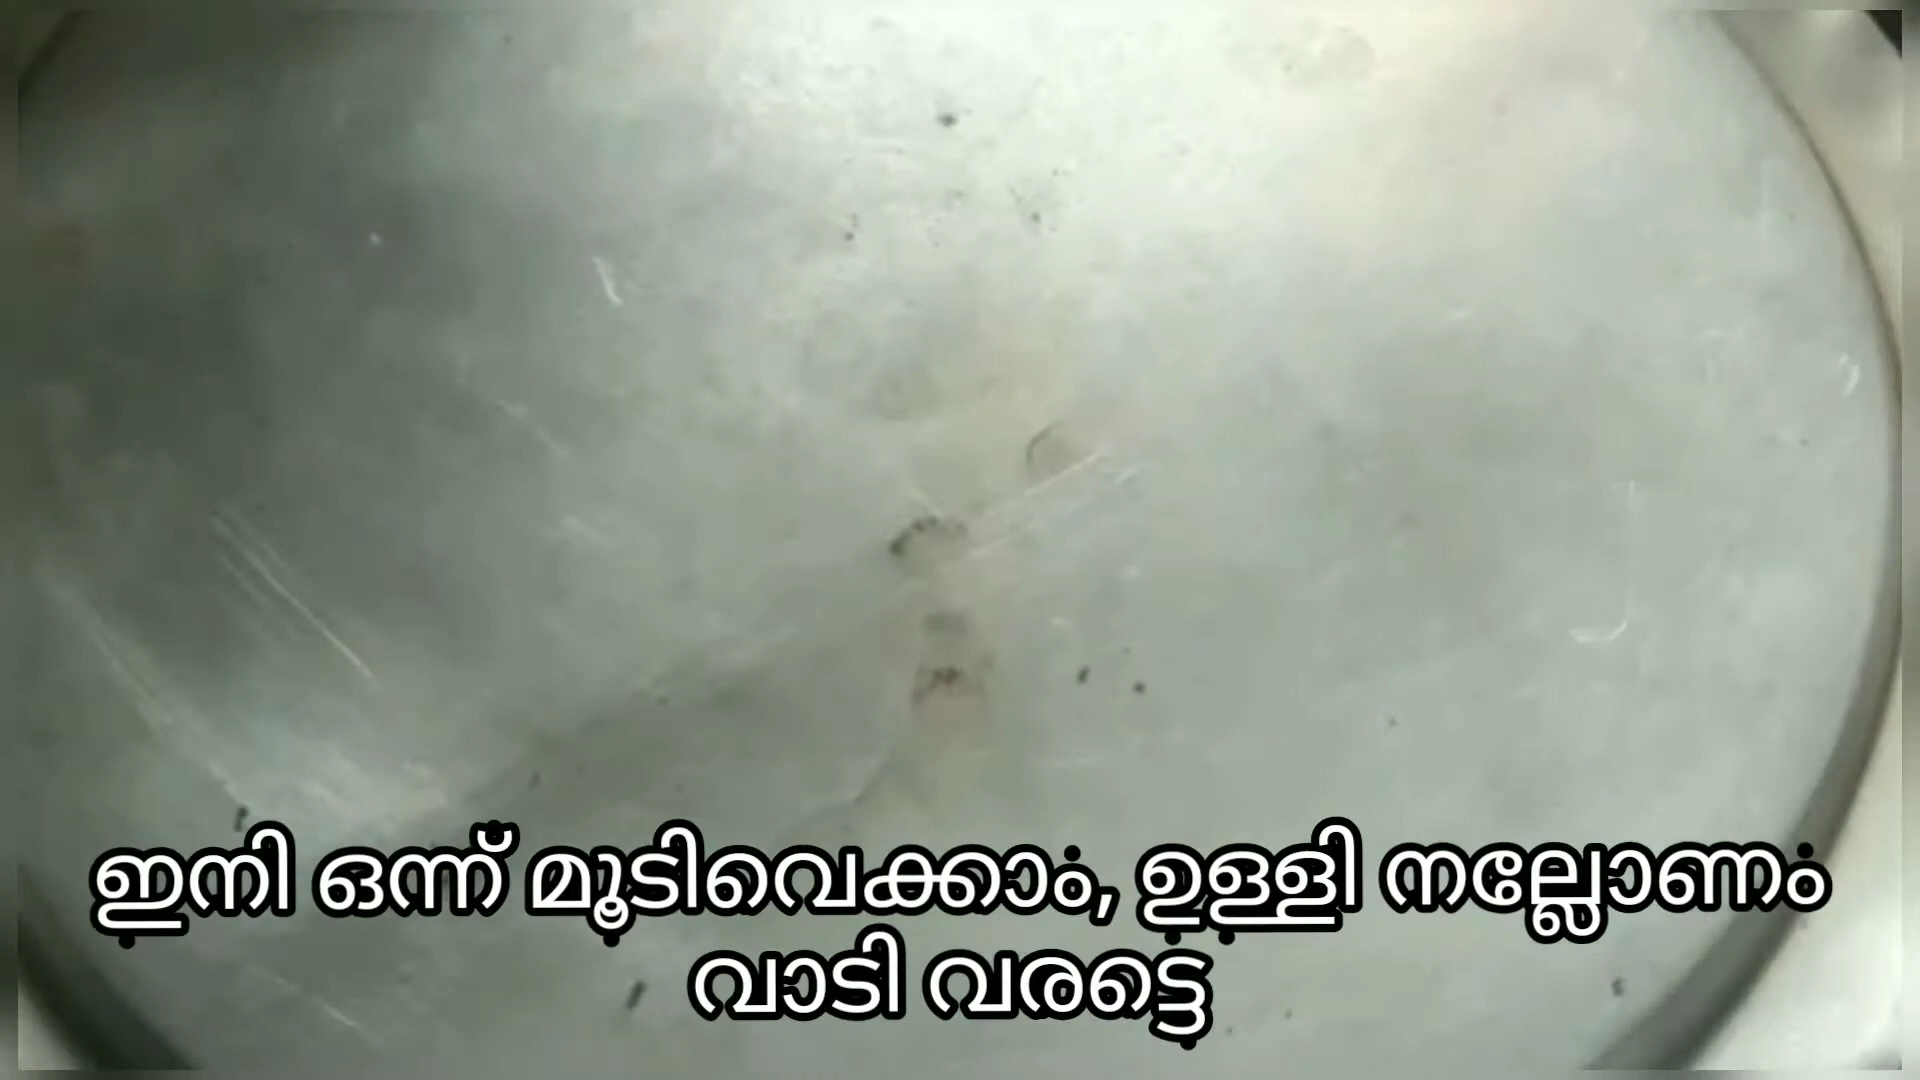 ഇനി ഒന്ന് മൂടിവെക്കാം, ഉള്ളി നല്ലോണം
വാടി വരട്ടെ